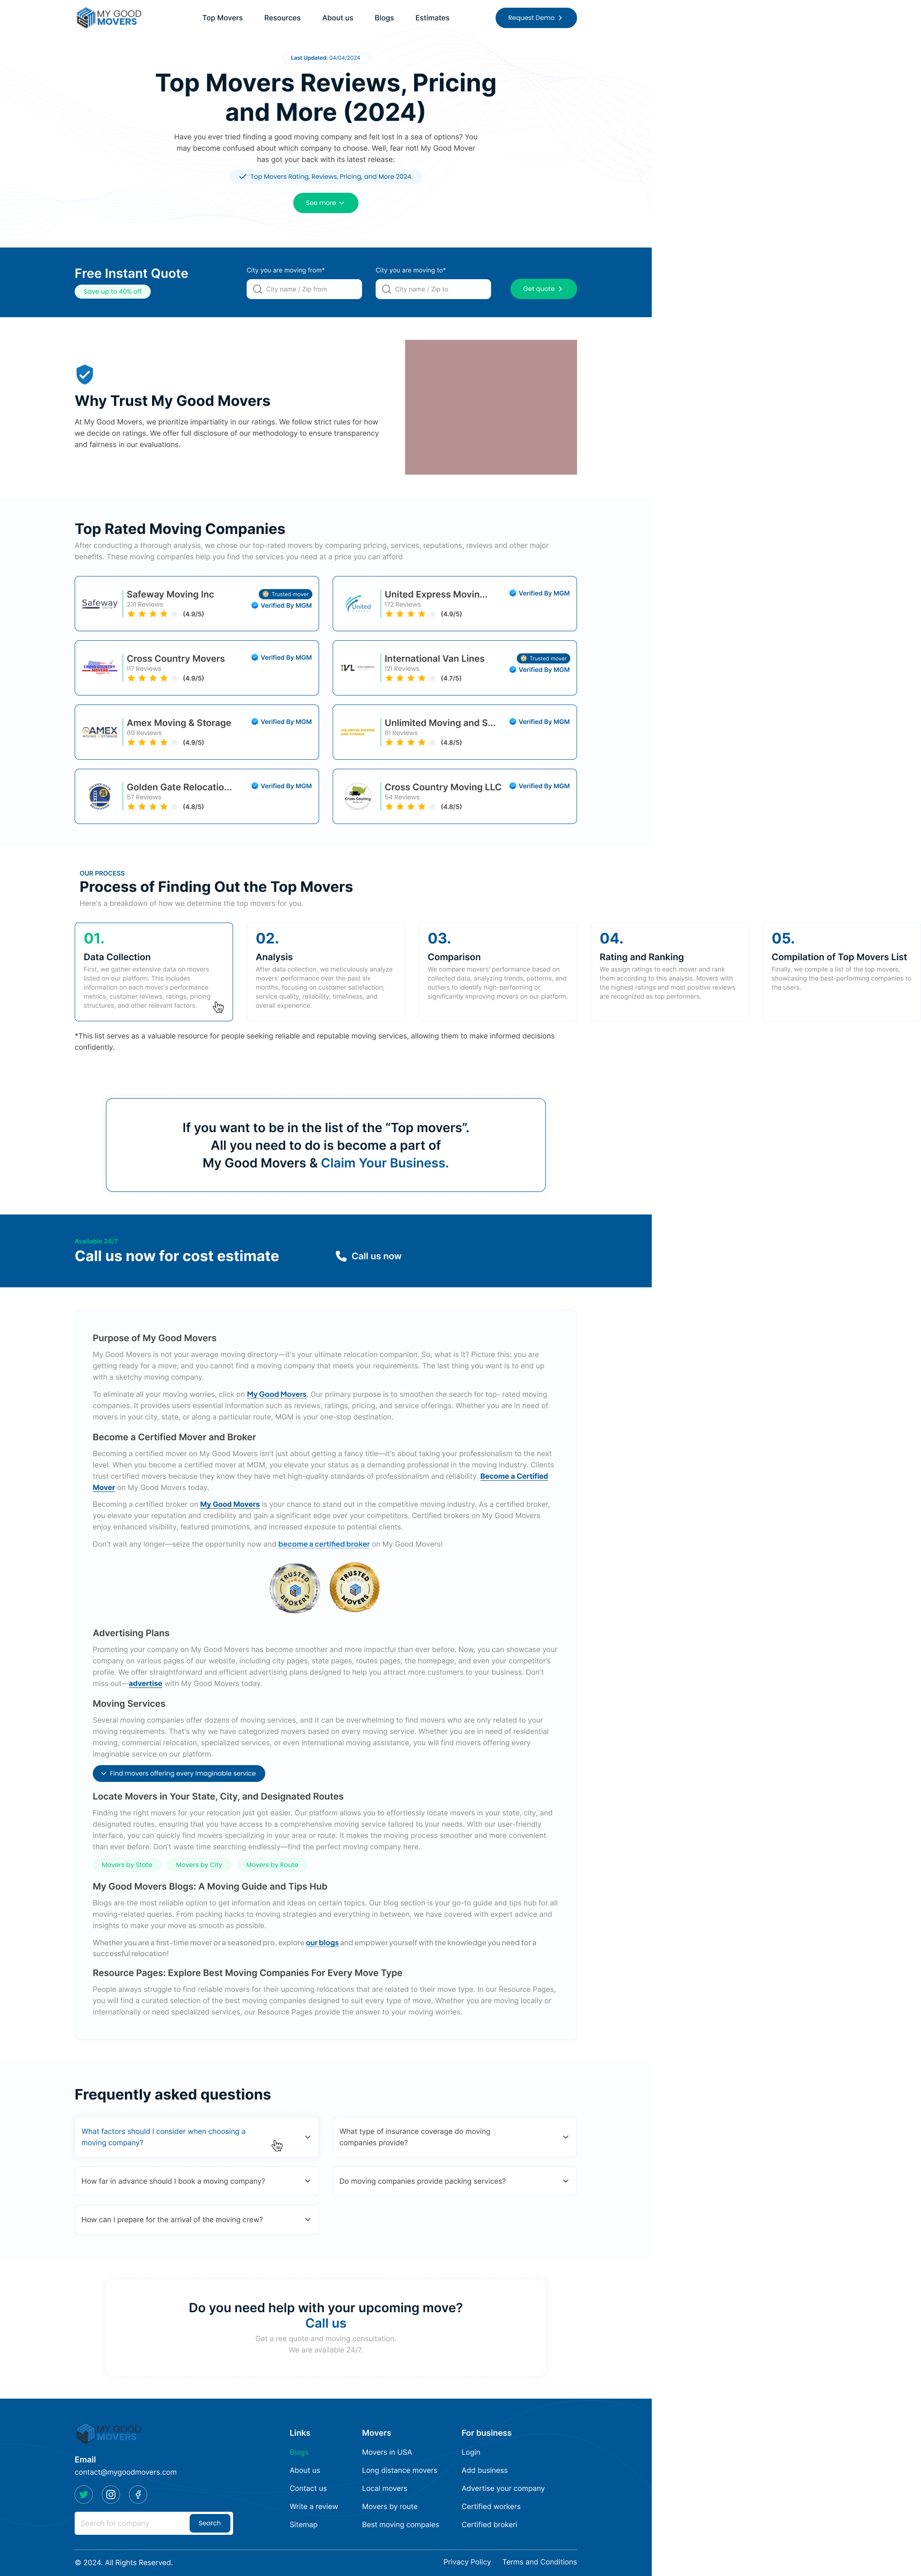 MY GOOD
MOVERS
Top Movers
Resources
About us
Blogs
Estimates
Request Demo
Last Updated: 04/04/2024
Top Movers Reviews, Pricing
and More (2024)
Have you ever tried finding a good moving company and felt lost in a sea of options? You
may become confused about which company to choose. Well, fear not! My Good Mover
has got your back with its latest release:
Top Movers Rating, Reviews, Pricing, and More 2024.
See more
Free Instant Quote
Save up to 40% off
City you are moving from*
City name / Zip from
City you are moving to*
City name / Zip to
Get quote
Why Trust My Good Movers
At My Good Movers, we prioritize impartiality in our ratings. We follow strict rules for how
we decide on ratings. We offer full disclosure of our methodology to ensure transparency
and fairness in our evaluations.
Top Rated Moving Companies
After conducting a thorough analysis, we chose our top-rated movers by comparing pricing, services, reputations, reviews and other major
benefits. These moving companies help you find the services you need at a price you can afford
Safeway
Safeway Moving Inc
231 Reviews
(4.9/5)
Trusted mover
Verified By MGM
United
United Express Movin...
172 Reviews
(4.9/5)
Verified By MGM
CROSS COUNTRY
MOVERS
Cross Country Movers
117 Reviews
(4.9/5)
Verified By MGM
IVL
International Van Lines
121 Reviews
(4.7/5)
Trusted mover
Verified By MGM
AMEX
MOVING & STORAGE
Amex Moving & Storage
69 Reviews
(4.9/5)
Verified By MGM
UNLIMITED MOVING
AND STORAGE
Unlimited Moving and S...
81 Reviews
(4.8/5)
Verified By MGM
Golden Gate Relocatio...
57 Reviews
(4.8/5)
Verified By MGM
Cross Country
Cross Country Moving LLC
54 Reviews
(4.8/5)
Verified By MGM
OUR PROCESS
Process of Finding Out the Top Movers
Here's a breakdown of how we determine the top movers for you.
01.
Data Collection
First, we gather extensive data on movers
listed on our platform. This includes
information on each mover's performance
metrics, customer reviews, ratings, pricing
structures, and other relevant factors.
02.
Analysis
After data collection, we meticulously analyze
movers' performance over the past six
months, focusing on customer satisfaction,
service quality, reliability, timeliness, and
overall experience.
03.
Comparison
We compare movers' performance based on
collected data, analyzing trends, patterns, and
outliers to identify high-performing or
significantly improving movers on our platform.
04.
Rating and Ranking
We assign ratings to each mover and rank
them according to this analysis. Movers with
the highest ratings and most positive reviews
are recognized as top performers.
05.
Compilation of Top Movers List
Finally, we compile a list of the top movers,
showcasing the best-performing companies to
the users.
*This list serves as a valuable resource for people seeking reliable and reputable moving services, allowing them to make informed decisions
confidently.
If you want to be in the list of the “Top movers”.
All you need to do is become a part of
My Good Movers & Claim Your Business.
Available 24/7
Call us now for cost estimate
Call us now
Purpose of My Good Movers
My Good Movers is not your average moving directory—it's your ultimate relocation companion. So, what is It? Picture this: you are
getting ready for a move, and you cannot find a moving company that meets your requirements. The last thing you want is to end up
with a sketchy moving company.
To eliminate all your moving worries, click on My Good Movers. Our primary purpose is to smoothen the search for top- rated moving
companies. It provides users essential information such as reviews, ratings, pricing, and service offerings. Whether you are in need of
movers in your city, state, or along a particular route, MGM is your one-stop destination.
Become a Certified Mover and Broker
Becoming a certified mover on My Good Movers isn't just about getting a fancy title—it's about taking your professionalism to the next
level. When you become a certified mover at MGM, you elevate your status as a demanding professional in the moving industry. Clients
trust certified movers because they know they have met high-quality standards of professionalism and reliability. Become a Certified
Mover on My Good Movers today.
Becoming a certified broker on My Good Movers is your chance to stand out in the competitive moving industry. As a certified broker,
you elevate your reputation and credibility and gain a significant edge over your competitors. Certified brokers on My Good Movers
enjoy enhanced visibility, featured promotions, and increased exposure to potential clients.
Don't wait any longer—seize the opportunity now and become a certified broker on My Good Movers!
TRUSTED
BROKERS
TRUSTED
MOVERS
Advertising Plans
Promoting your company on My Good Movers has become smoother and more impactful than ever before. Now, you can showcase your
company on various pages of our website, including city pages, state pages, routes pages, the homepage, and even your competitor's
profile. We offer straightforward and efficient advertising plans designed to help you attract more customers to your business. Don't
miss out—advertise with My Good Movers today.
Moving Services
Several moving companies offer dozens of moving services, and it can be overwhelming to find movers who are only related to your
moving requirements. That's why we have categorized movers based on every moving service. Whether you are in need of residential
moving, commercial relocation, specialized services, or even international moving assistance, you will find movers offering every
imaginable service on our platform.
Find movers offering every Imaginable service
Locate Movers in Your State, City, and Designated Routes
Finding the right movers for your relocation just got easier. Our platform allows you to effortlessly locate movers in your state, city, and
designated routes, ensuring that you have access to a comprehensive moving service tailored to your needs. With our user-friendly
interface, you can quickly find movers specializing in your area or route. It makes the moving process smoother and more convenient
than ever before. Don't waste time searching endlessly—find the perfect moving company here.
Movers by State
Movers by City
Movers by Route
My Good Movers Blogs: A Moving Guide and Tips Hub
Blogs are the most reliable option to get information and ideas on certain topics. Our blog section is your go-to guide and tips hub for all
moving-related queries. From packing hacks to moving strategies and everything in between, we have covered with expert advice and
insights to make your move as smooth as possible.
Whether you are a first-time mover or a seasoned pro, explore our blogs and empower yourself with the knowledge you need for a
successful relocation!
Resource Pages: Explore Best Moving Companies For Every Move Type
People always struggle to find reliable movers for their upcoming relocations that are related to their move type. In our Resource Pages,
you will find a curated selection of the best moving companies designed to suit every type of move. Whether you are moving locally or
internationally or need specialized services, our Resource Pages provide the answer to your moving worries.
Frequently asked questions
What factors should I consider when choosing a
moving company?
What type of insurance coverage do moving
companies provide?
How far in advance should I book a moving company?
Do moving companies provide packing services?
How can I prepare for the arrival of the moving crew?
Do you need help with your upcoming move?
Call us
Get a ree quote and moving consultation.
We are available 24/7.
MY GOOD
MOVERS
Email
contact@mygoodmovers.com
Search for company
Search
Links
Blogs
About us
Contact us
Write a review
Sitemap
Movers
Movers in USA
Long distance movers
Local movers
Movers by route
Best moving compaies
For business
Login
Add business
Advertise your company
Certified workers
Certified brokeri
© 2024. All Rights Reserved.
Privacy Policy
Terms and Conditions